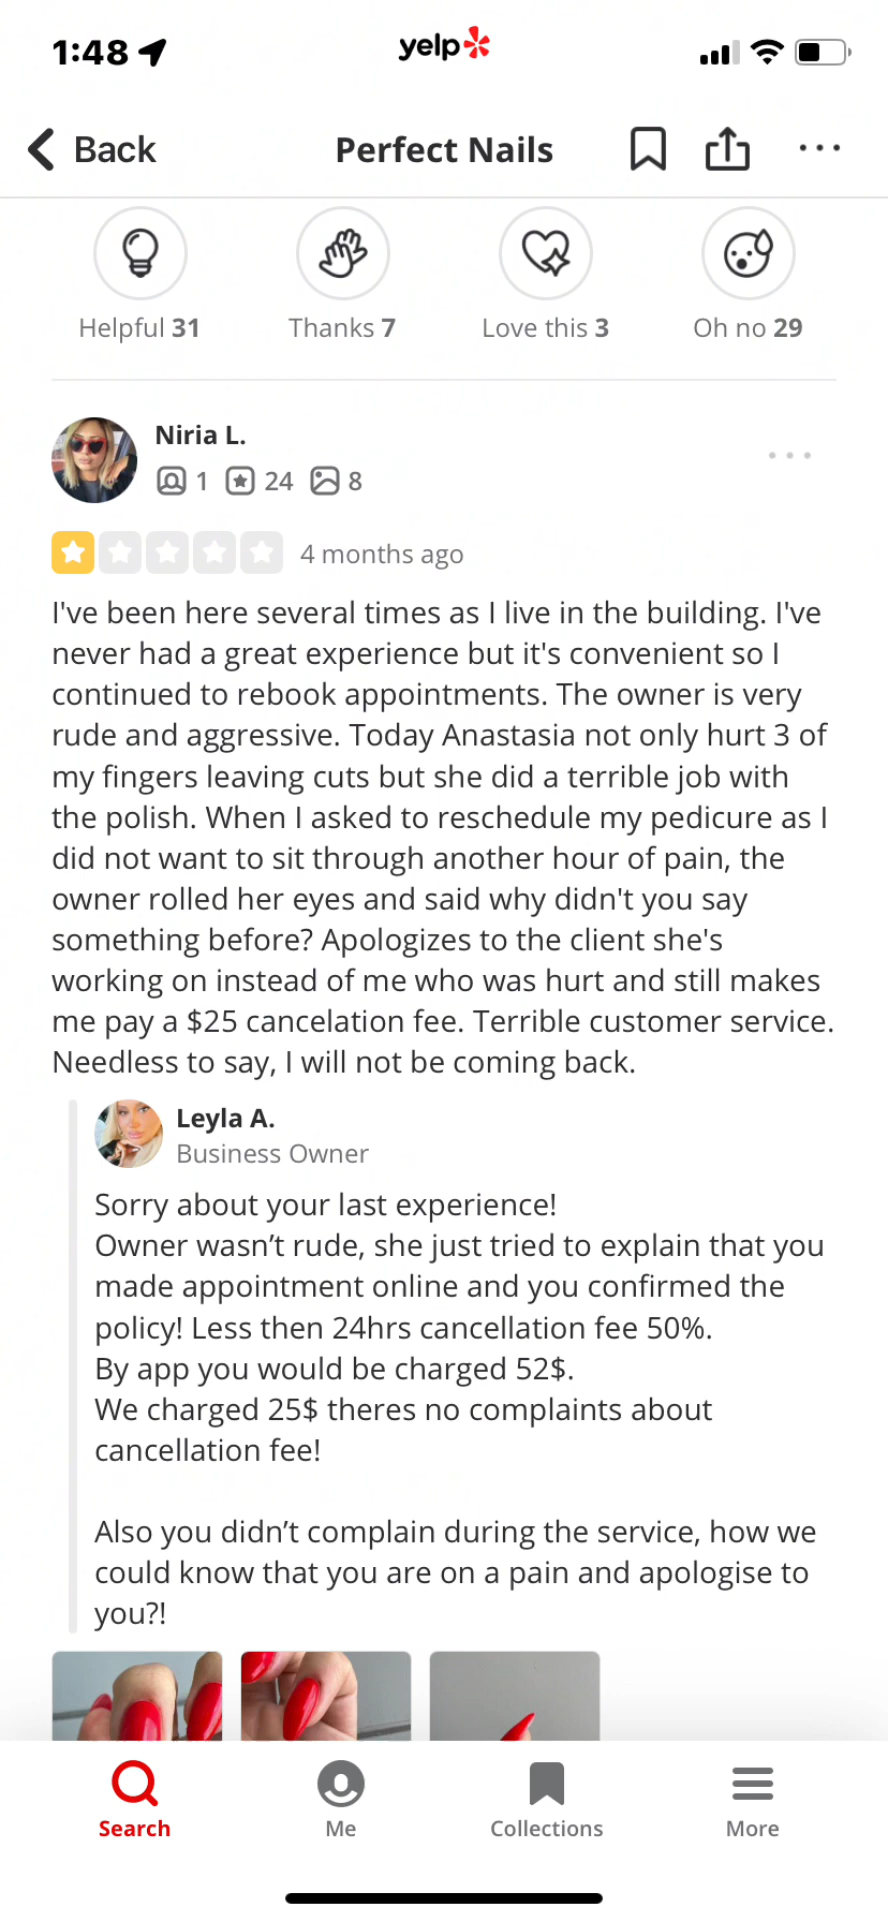 1:48
yelp
Back
Perfect Nails
Helpful 31
Thanks 7
Love this 3
Oh no 29
Niria L.
1 24 8
4 months ago
I've been here several times as I live in the building. I've
never had a great experience but it's convenient so I
continued to rebook appointments. The owner is very
rude and aggressive. Today Anastasia not only hurt 3 of
my fingers leaving cuts but she did a terrible job with
the polish. When I asked to reschedule my pedicure as I
did not want to sit through another hour of pain, the
owner rolled her eyes and said why didn't you say
something before? Apologizes to the client she's
working on instead of me who was hurt and still makes
me pay a $25 cancelation fee. Terrible customer service.
Needless to say, I will not be coming back.
Leyla A.
Business Owner
Sorry about your last experience!
Owner wasn’t rude, she just tried to explain that you
made appointment online and you confirmed the
policy! Less then 24hrs cancellation fee 50%.
By app you would be charged 52$.
We charged 25$ theres no complaints about
cancellation fee!
Also you didn’t complain during the service, how we
could know that you are on a pain and apologise to
you?!
Search
Me
Collections
More